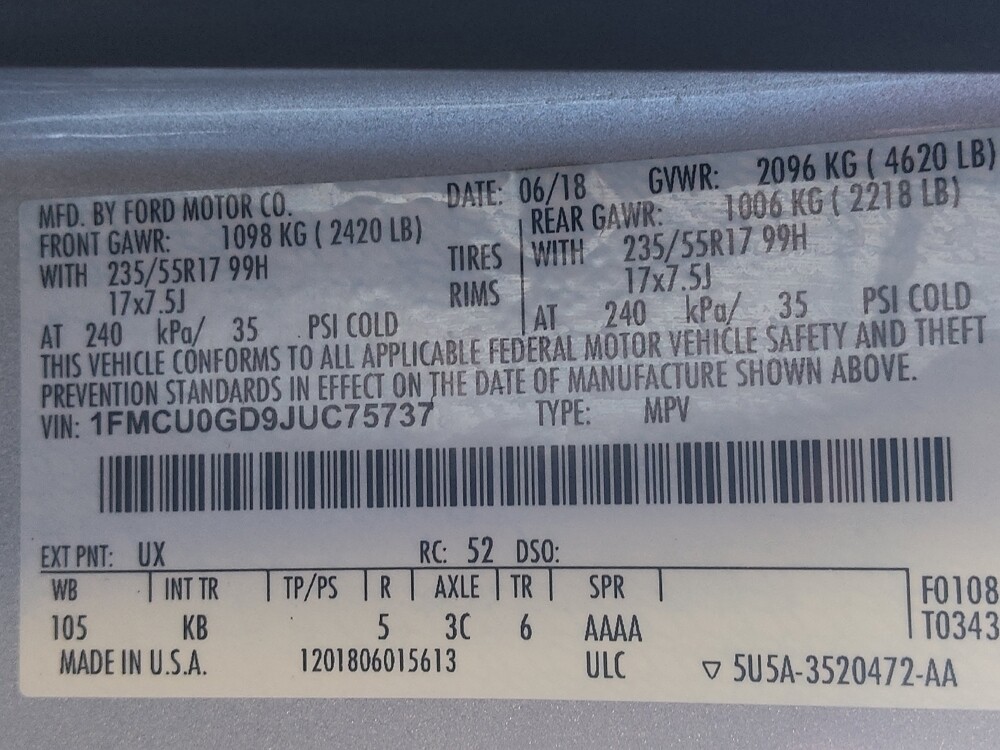 MFD. BY FORD MOTOR CO. DATE: 06/18 GVWR: 2096 KG ( 4620 LB)
FRONT GAWR: 1098 KG ( 2420 LB) REAR GAWR: 1006 KG ( 2218 LB)
WITH 235/55R17 99H TIRES WITH 235/55R17 99H
17x7.5J RIMS 17x7.5J
AT 240 kPa/ 35 PSI COLD AT 240 kPa/ 35 PSI COLD
THIS VEHICLE CONFORMS TO ALL APPLICABLE FEDERAL MOTOR VEHICLE SAFETY AND THEFT
PREVENTION STANDARDS IN EFFECT ON THE DATE OF MANUFACTURE SHOWN ABOVE.
VIN: 1FMCU0GD9JUC75737 TYPE: MPV
EXT PNT: UX RC: 52 DSO:
WB INT TR TP/PS R AXLE TR SPR F0108
105 KB 5 3C 6 AAAA T0343
MADE IN U.S.A. 1201806015613 ULC ▽ 5U5A-3520472-AA